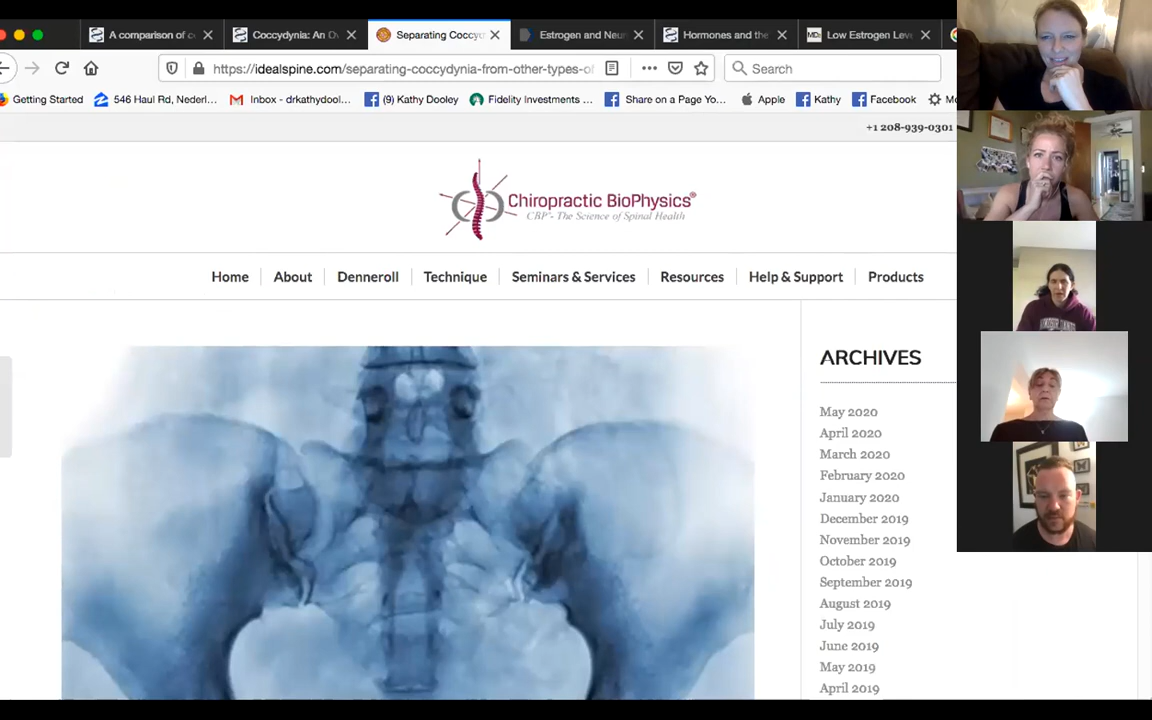 A comparison of c
Coccydynia: An O
Separating Coccy
Estrogen and Neu
Hormones and the
MD
Low Estrogen Leve
https://idealspine.com/separating-coccydynia-from-other-types-of
Search
Getting Started
546 Haul Rd, Nederl...
Inbox - drkathydool...
(9) Kathy Dooley
Fidelity Investments ...
Share on a Page Yo...
Apple
Kathy
Facebook
+1 208-939-0301
Chiropractic BioPhysics®
CBP® - The Science of Spinal Health
Home
About
Denneroll
Technique
Seminars & Services
Resources
Help & Support
Products
ARCHIVES
May 2020
April 2020
March 2020
February 2020
January 2020
December 2019
November 2019
October 2019
September 2019
August 2019
July 2019
June 2019
May 2019
April 2019